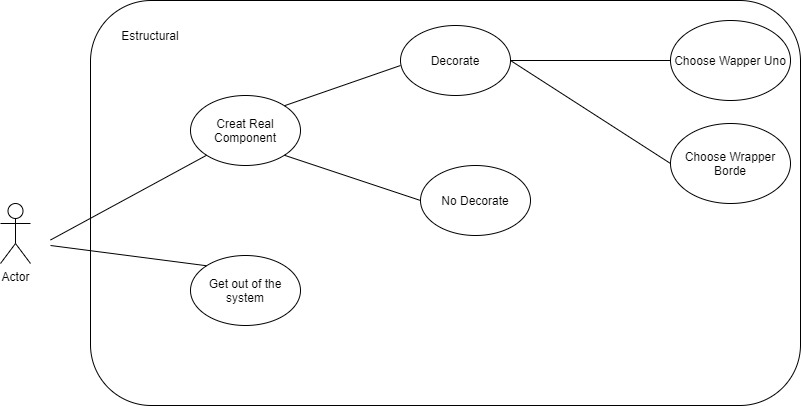 Estructural
Decorate
Choose Wapper Uno
Creat Real
Component
Choose Wrapper
Borde
No Decorate
Actor
Get out of the
system